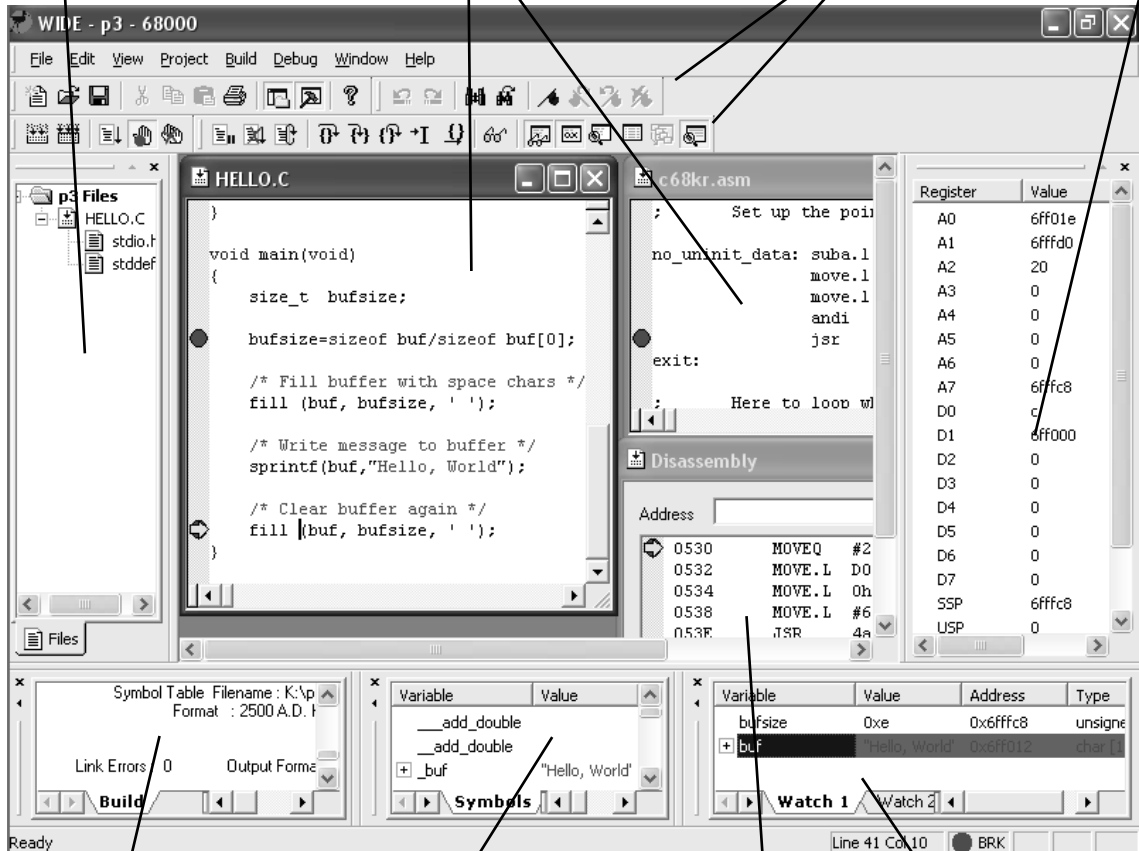 WIDE - p3 - 68000
File Edit View Project Build Debug Window Help
p3 Files
HELLO.C
stdio.h
stddef
Files
HELLO.C
}
void main(void)
{
size_t bufsize;
bufsize=sizeof buf/sizeof buf[0];
/* Fill buffer with space chars */
fill (buf, bufsize, ' ');
/* Write message to buffer */
sprintf(buf,"Hello, World");
/* Clear buffer again */
fill (buf, bufsize, ' ');
}
c68kr.asm
; Set up the poin
no_uninit_data: suba.l
move.l
move.l
andi
jsr
exit:
; Here to loop wh
Disassembly
Address
0530 MOVEQ #2
0532 MOVE.L D0
0534 MOVE.L 0h
0538 MOVE.L #6
053E JSR 4a
Register Value
A0 6ff01e
A1 6fffd0
A2 20
A3 0
A4 0
A5 0
A6 0
A7 6fffc8
D0 c
D1 6ff000
D2 0
D3 0
D4 0
D5 0
D6 0
D7 0
SSP 6fffc8
USP 0
Symbol Table Filename : K:\p
Format : 2500 A.D. H
Link Errors : 0 Output Forma
Build
Variable Value
___add_double
__add_double
_buf "Hello, World'
Symbols
Variable Value Address Type
bufsize 0xe 0x6fffc8 unsigne
buf "Hello, World' 0x6ff012 char [1
Watch 1 Watch 2
Ready Line 41 Col 10 BRK